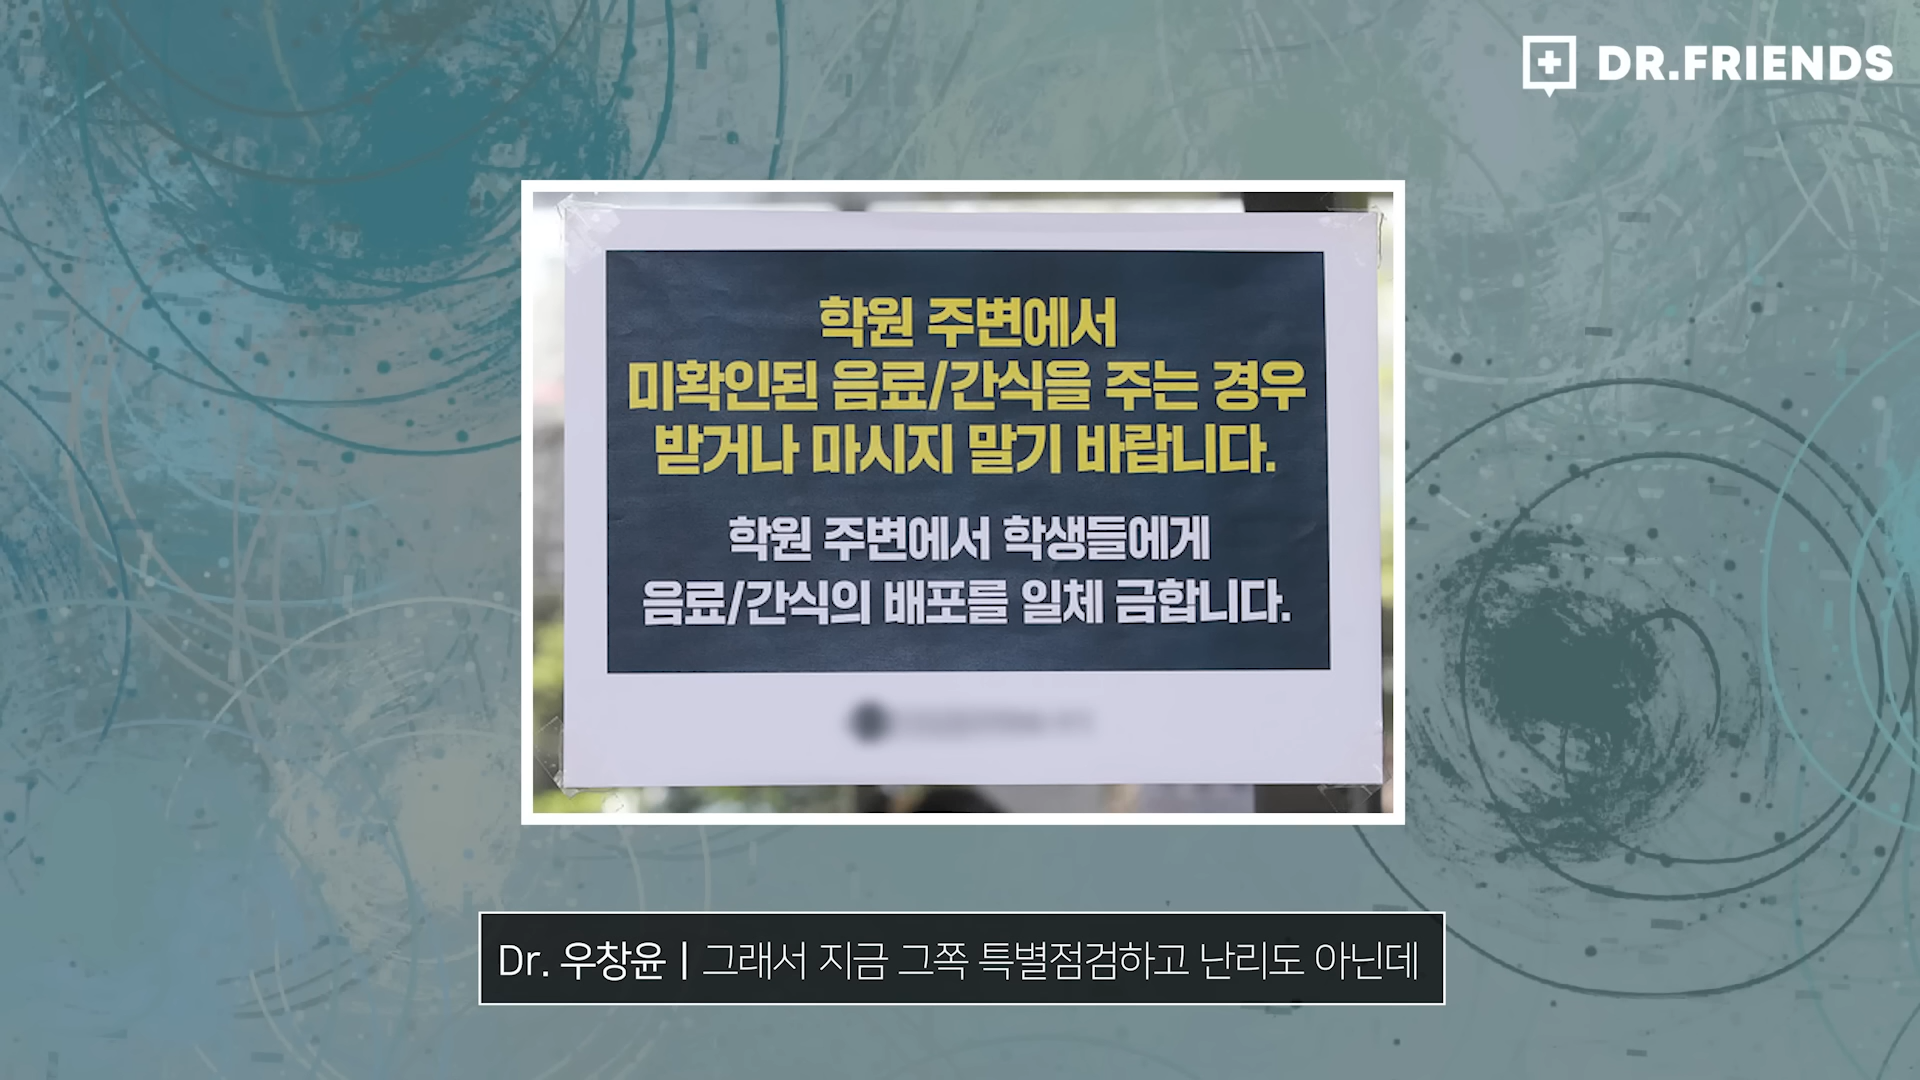 DR.FRIENDS
학원 주변에서
미확인된 음료/간식을 주는 경우
받거나 마시지 말기 바랍니다.
학원 주변에서 학생들에게
음료/간식의 배포를 일체 금합니다.
Dr. 우창윤 | 그래서 지금 그쪽 특별점검하고 난리도 아닌데